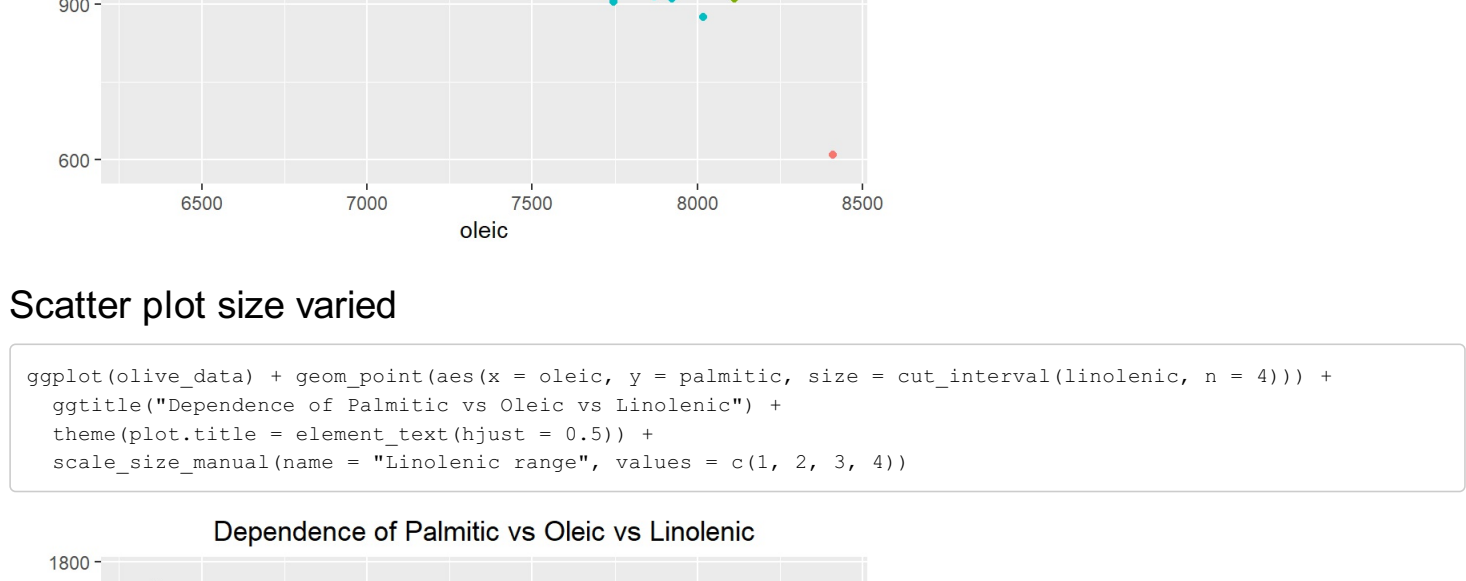 900
600
6500 7000 7500 8000 8500
oleic
Scatter plot size varied
ggplot(olive_data) + geom_point(aes(x = oleic, y = palmitic, size = cut_interval(linolenic, n = 4))) +
  ggtitle("Dependence of Palmitic vs Oleic vs Linolenic") +
  theme(plot.title = element_text(hjust = 0.5)) +
  scale_size_manual(name = "Linolenic range", values = c(1, 2, 3, 4))
Dependence of Palmitic vs Oleic vs Linolenic
1800